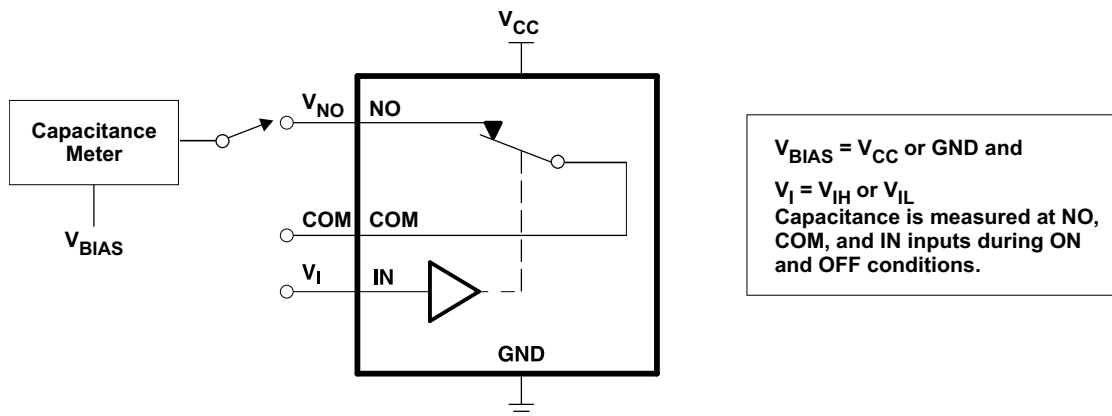 V_CC
Capacitance
Meter
V_BIAS
V_NO NO
COM COM
V_I IN
GND
V_BIAS = V_CC or GND and
V_I = V_IH or V_IL
Capacitance is measured at NO,
COM, and IN inputs during ON
and OFF conditions.